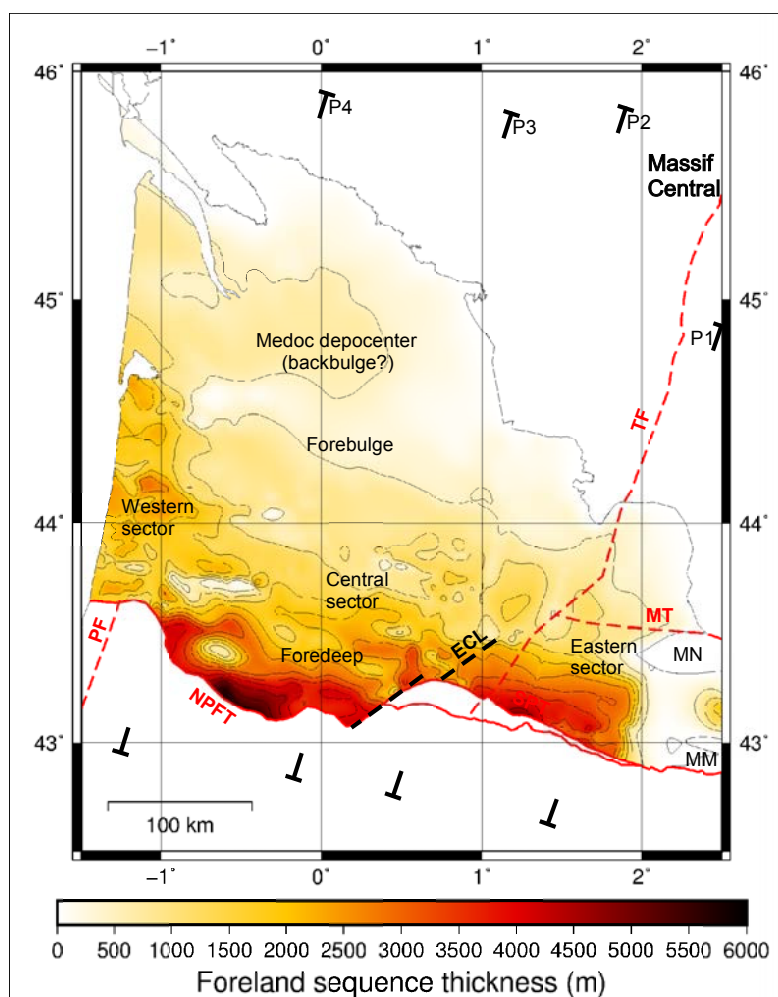 −1˚ 0˚ 1˚ 2˚
46˚ 46˚
P4
P3
P2
Massif
Central
45˚ 45˚
P1
Medoc depocenter
(backbulge?)
TF
Forebulge
Western
sector
44˚ 44˚
Central
sector
PF
MT
ECL
Foredeep
Eastern
sector
MN
NPFT
43˚ 43˚
MM
100 km
−1˚ 0˚ 1˚ 2˚
0 500 1000 1500 2000 2500 3000 3500 4000 4500 5000 5500 6000
Foreland sequence thickness (m)